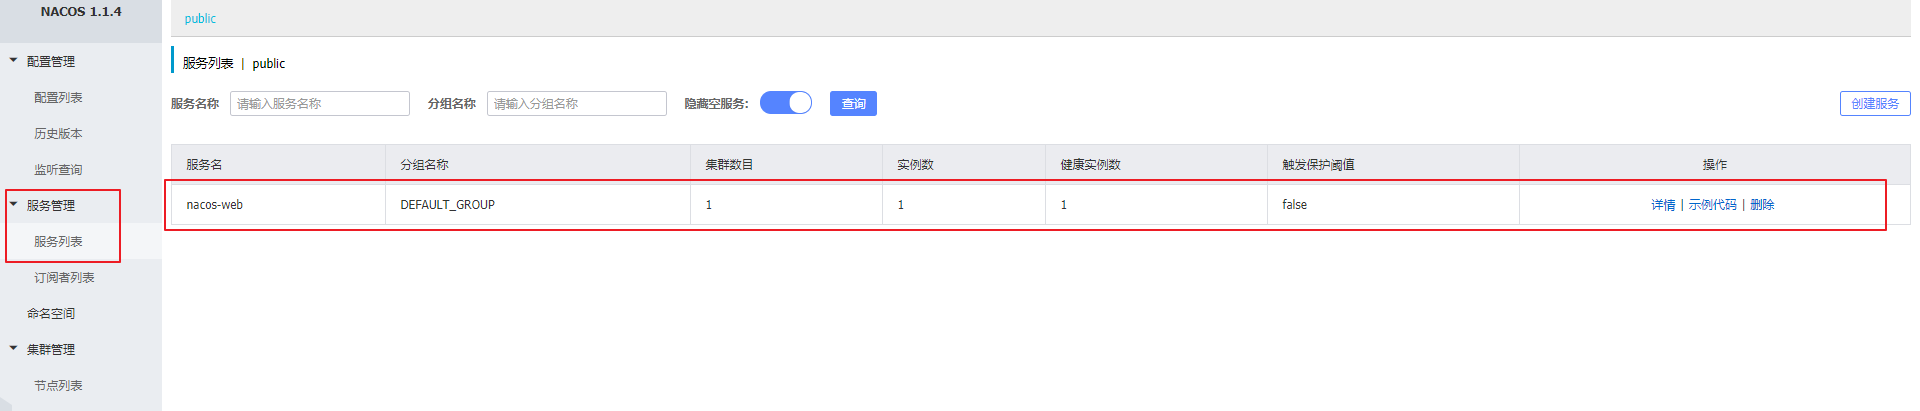 NACOS 1.1.4
public
配置管理
配置列表
历史版本
监听查询
服务管理
服务列表
订阅者列表
命名空间
集群管理
节点列表
服务列表 | public
服务名称 请输入服务名称 分组名称 请输入分组名称 隐藏空服务: 查询 创建服务
服务名 分组名称 集群数目 实例数 健康实例数 触发保护阈值 操作
nacos-web DEFAULT_GROUP 1 1 1 false 详情 | 示例代码 | 删除